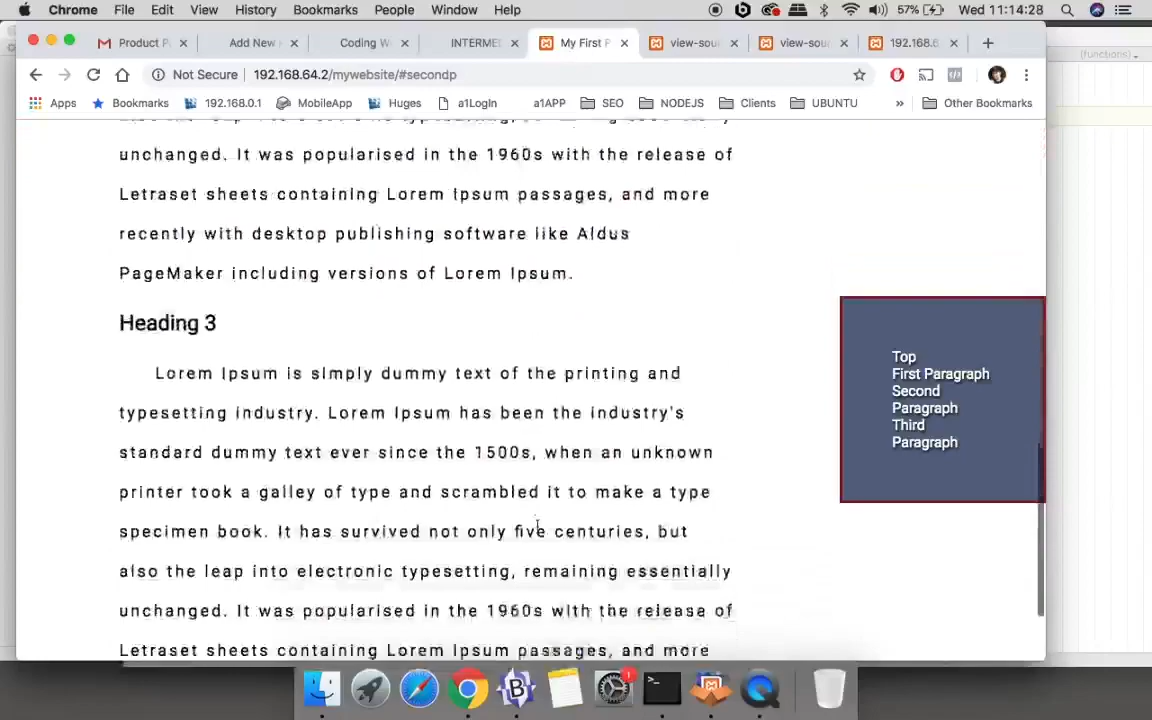 Chrome File Edit View History Bookmarks People Window Help 57% Wed 11:14:28
Product P Add New Coding W INTERME My First P view-sou view-sou 192.168.6
Not Secure 192.168.64.2/mywebsite/#secondp
Apps Bookmarks 192.168.0.1 MobileApp Huges a1LogIn a1APP SEO NODEJS Clients UBUNTU » Other Bookmarks
(functions)
unchanged. It was popularised in the 1960s with the release of
Letraset sheets containing Lorem Ipsum passages, and more
recently with desktop publishing software like Aldus
PageMaker including versions of Lorem Ipsum.
Heading 3
Lorem Ipsum is simply dummy text of the printing and
typesetting industry. Lorem Ipsum has been the industry's
standard dummy text ever since the 1500s, when an unknown
printer took a galley of type and scrambled it to make a type
specimen book. It has survived not only five centuries, but
also the leap into electronic typesetting, remaining essentially
unchanged. It was popularised in the 1960s with the release of
Letraset sheets containing Lorem Ipsum passages, and more
Top
First Paragraph
Second
Paragraph
Third
Paragraph
1